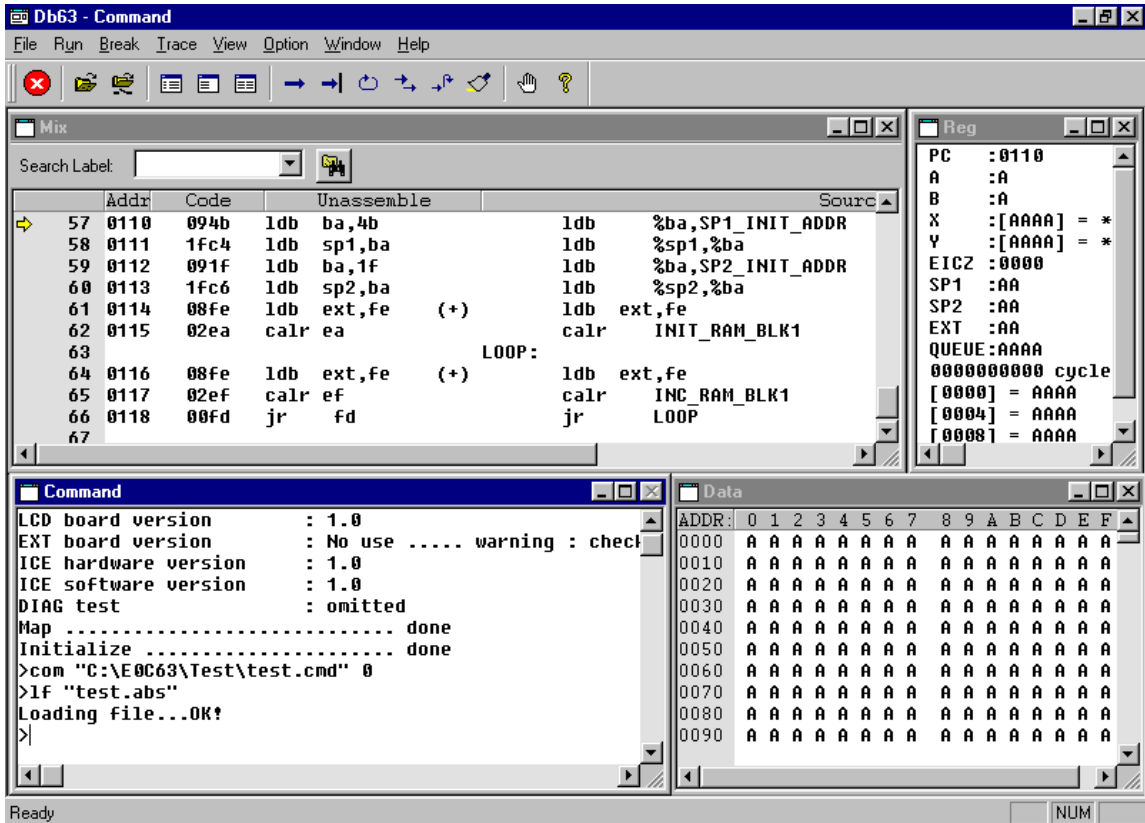 Db63 - Command
File Run Break Trace View Option Window Help
Mix
Search Label:
Addr Code Unassemble Sourc
57 0110 094b ldb ba,4b ldb %ba,SP1_INIT_ADDR
58 0111 1fc4 ldb sp1,ba ldb %sp1,%ba
59 0112 091f ldb ba,1f ldb %ba,SP2_INIT_ADDR
60 0113 1fc6 ldb sp2,ba ldb %sp2,%ba
61 0114 08fe ldb ext,fe (+) ldb ext,fe
62 0115 02ea calr ea calr INIT_RAM_BLK1
63 LOOP:
64 0116 08fe ldb ext,fe (+) ldb ext,fe
65 0117 02ef calr ef calr INC_RAM_BLK1
66 0118 00fd jr fd jr LOOP
67
Reg
PC :0110
A :A
B :A
X :[AAAA] = *
Y :[AAAA] = *
EICZ :0000
SP1 :AA
SP2 :AA
EXT :AA
QUEUE:AAAA
0000000000 cycle
[0000] = AAAA
[0004] = AAAA
[0008] = AAAA
Command
LCD board version : 1.0
EXT board version : No use ..... warning : check
ICE hardware version : 1.0
ICE software version : 1.0
DIAG test : omitted
Map ............................. done
Initialize ...................... done
>com "C:\E0C63\Test\test.cmd" 0
>lf "test.abs"
Loading file...OK!
>
Data
ADDR: 0 1 2 3 4 5 6 7 8 9 A B C D E F
0000 A A A A A A A A A A A A A A A A
0010 A A A A A A A A A A A A A A A A
0020 A A A A A A A A A A A A A A A A
0030 A A A A A A A A A A A A A A A A
0040 A A A A A A A A A A A A A A A A
0050 A A A A A A A A A A A A A A A A
0060 A A A A A A A A A A A A A A A A
0070 A A A A A A A A A A A A A A A A
0080 A A A A A A A A A A A A A A A A
0090 A A A A A A A A A A A A A A A A
Ready NUM